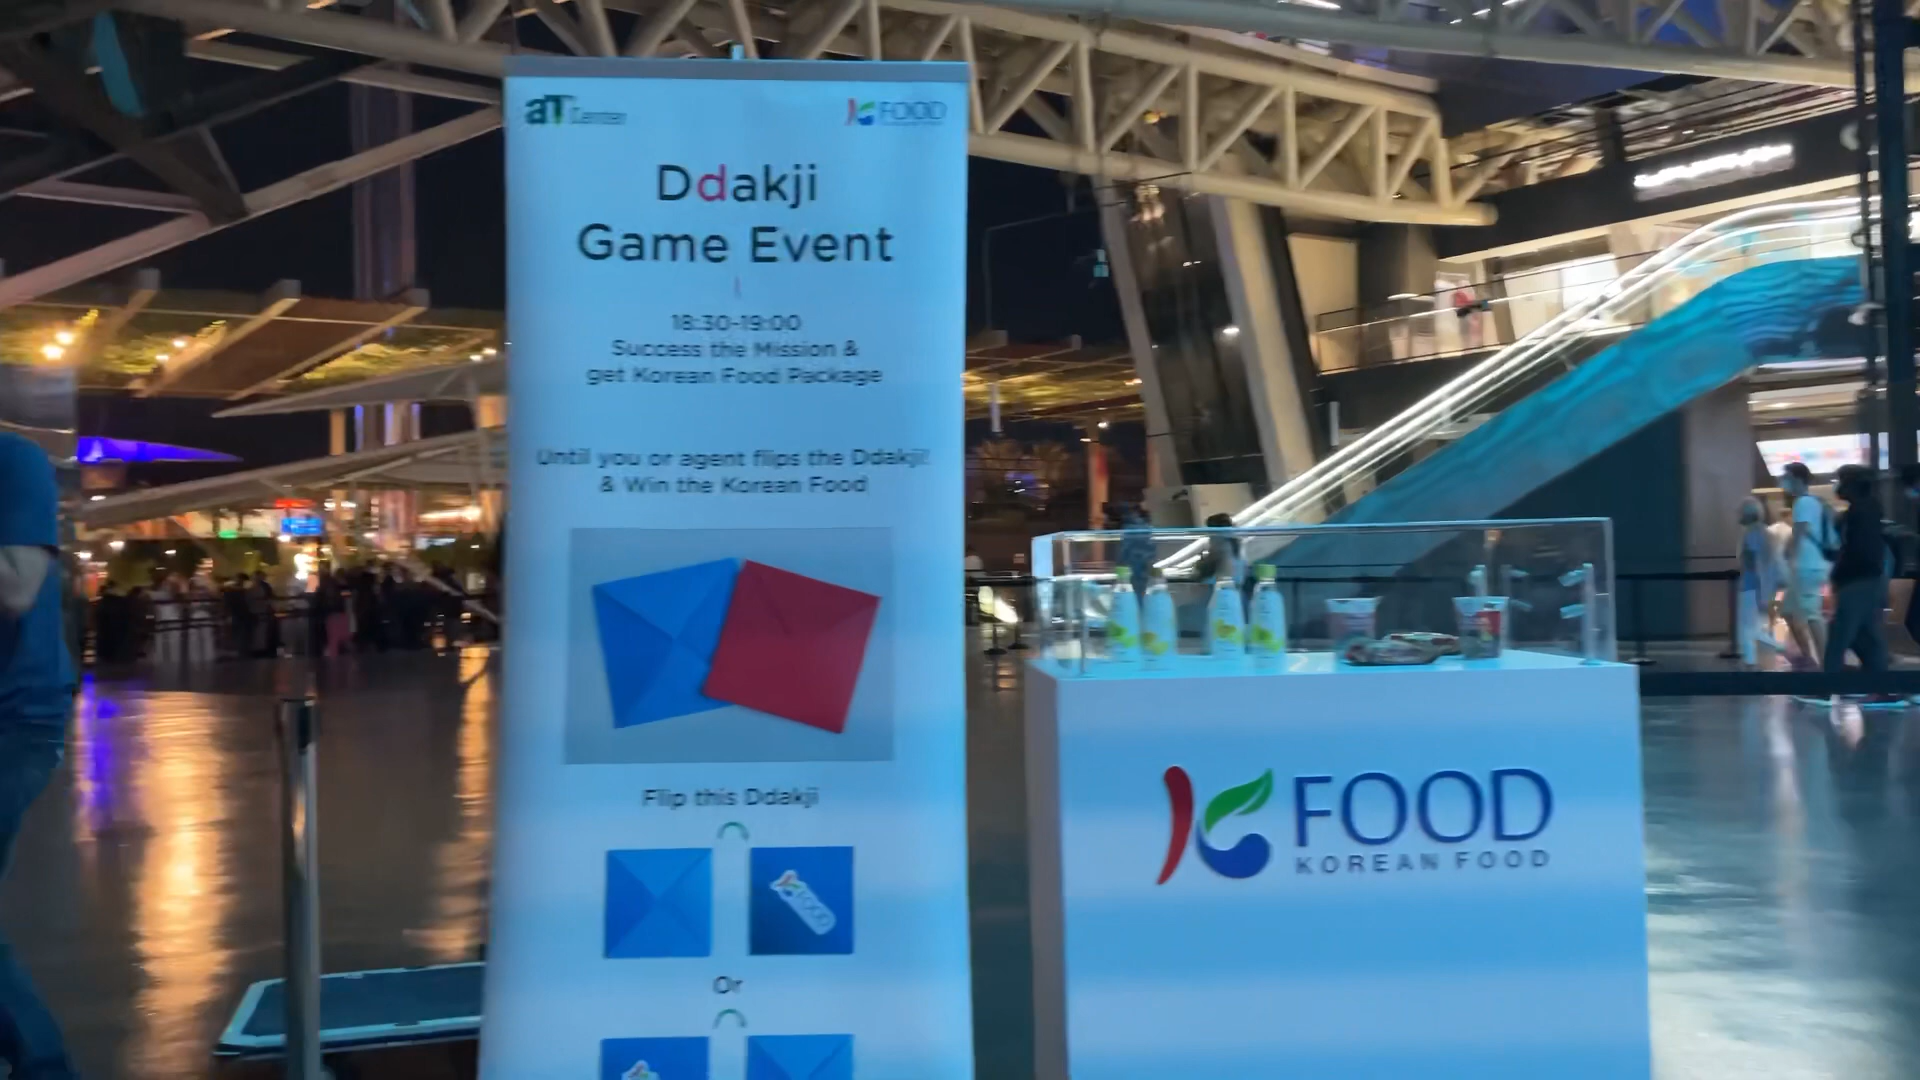 aT Center
FOOD
Ddakji
Game Event
18:30-19:00
Success the Mission &
get Korean Food Package
Until you or agent flips the Ddakji!
& Win the Korean Food
Flip this Ddakji
FOOD
Or
K FOOD
KOREAN FOOD